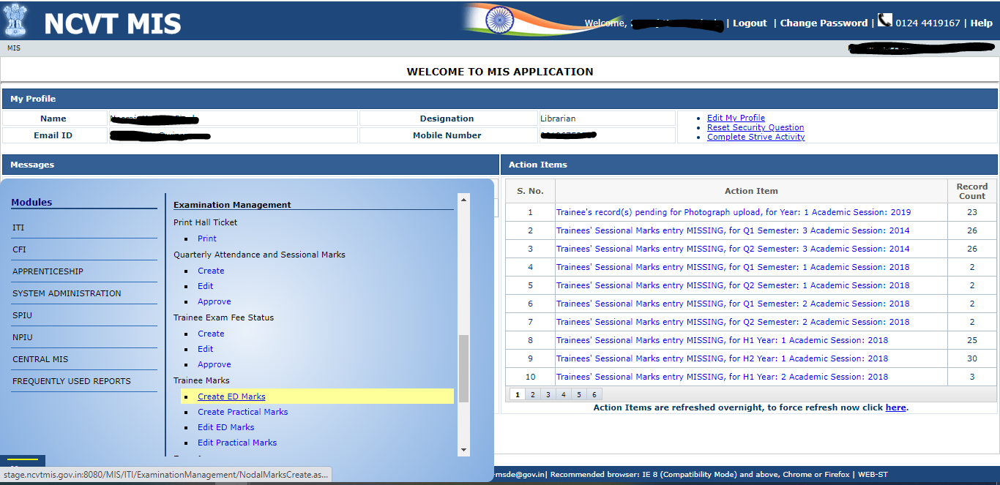 NCVT MIS
Welcome, | Logout | Change Password | 0124 4419167 | Help
MIS
WELCOME TO MIS APPLICATION
My Profile
Name Designation Librarian
Email ID Mobile Number
Edit My Profile
Reset Security Question
Complete Strive Activity
Messages
Modules
ITI
CFI
APPRENTICESHIP
SYSTEM ADMINISTRATION
SPIU
NPIU
CENTRAL MIS
FREQUENTLY USED REPORTS
Examination Management
Print Hall Ticket
Print
Quarterly Attendance and Sessional Marks
Create
Edit
Approve
Trainee Exam Fee Status
Create
Edit
Approve
Trainee Marks
Create ED Marks
Create Practical Marks
Edit ED Marks
Edit Practical Marks
Action Items
S. No. Action Item Record Count
1 Trainee's record(s) pending for Photograph upload, for Year: 1 Academic Session: 2019 23
2 Trainees' Sessional Marks entry MISSING, for Q1 Semester: 3 Academic Session: 2014 26
3 Trainees' Sessional Marks entry MISSING, for Q2 Semester: 3 Academic Session: 2014 26
4 Trainees' Sessional Marks entry MISSING, for Q1 Semester: 1 Academic Session: 2018 2
5 Trainees' Sessional Marks entry MISSING, for Q2 Semester: 1 Academic Session: 2018 2
6 Trainees' Sessional Marks entry MISSING, for Q1 Semester: 2 Academic Session: 2018 2
7 Trainees' Sessional Marks entry MISSING, for Q2 Semester: 2 Academic Session: 2018 2
8 Trainees' Sessional Marks entry MISSING, for H1 Year: 1 Academic Session: 2018 25
9 Trainees' Sessional Marks entry MISSING, for H2 Year: 1 Academic Session: 2018 30
10 Trainees' Sessional Marks entry MISSING, for H1 Year: 2 Academic Session: 2018 3
1 2 3 4 5 6
Action Items are refreshed overnight, to force refresh now click here.
stage.ncvtmis.gov.in:8080/MIS/ITI/ExaminationManagement/NodalMarksCreate.as...
msde@gov.in| Recommended browser: IE 8 (Compatibility Mode) and above, Chrome or Firefox | WEB-ST